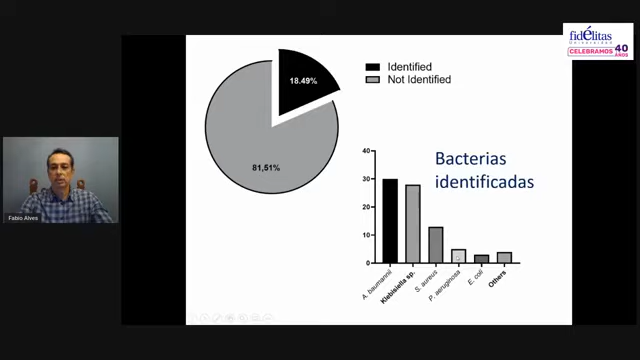 fidélitas
UNIVERSIDAD
CELEBRAMOS 40 AÑOS
18.49%
81,51%
Identified
Not Identified
Bacterias
identificadas
40
30
20
10
0
A. baumannii
Klebisiella sp.
S. aureus
P. aeruginosa
E. coli
Others
Fabio Alves